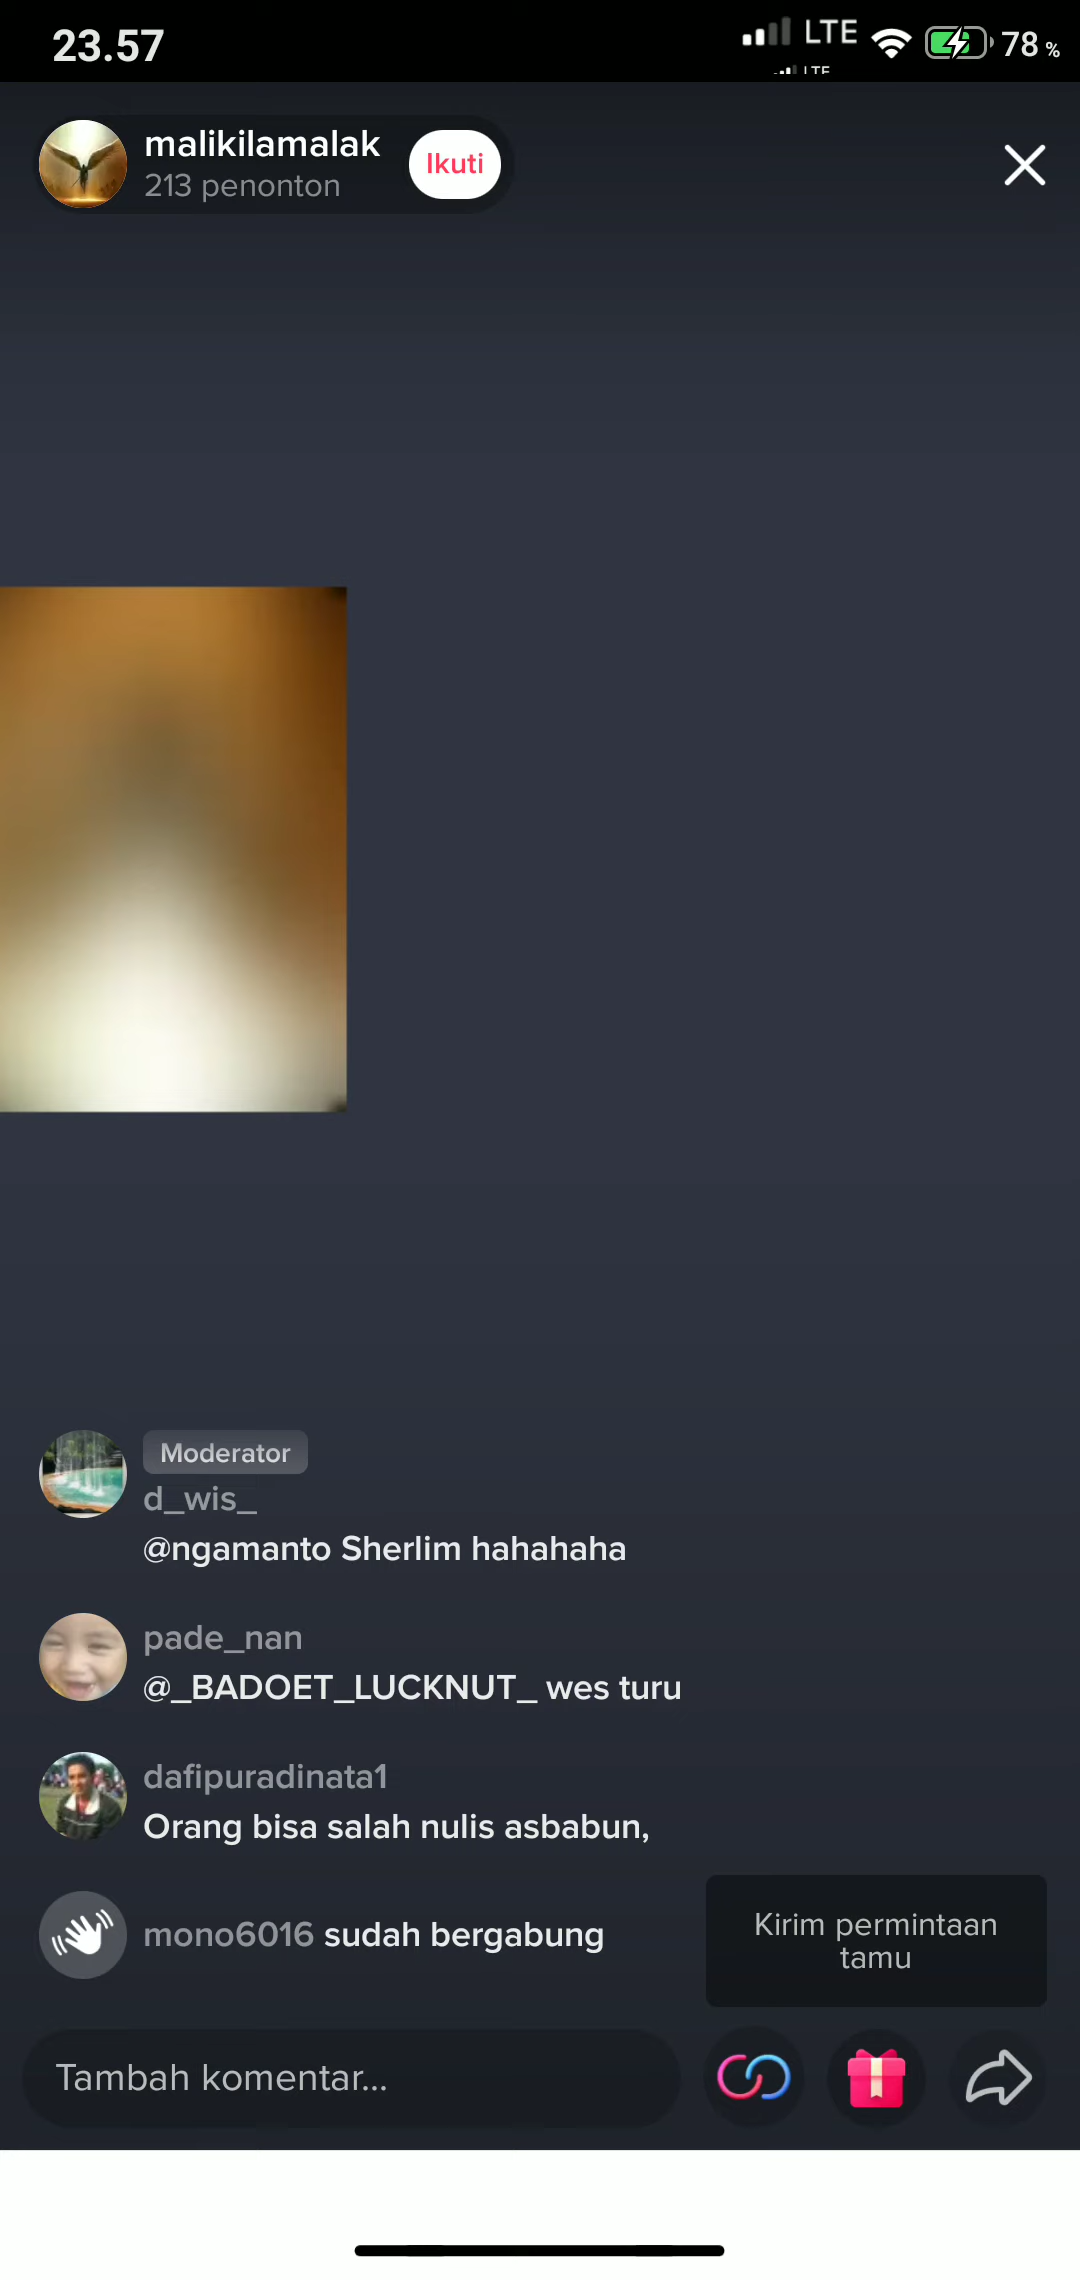 23.57
LTE
78 %
LTE
malikilamalak
213 penonton
Ikuti
Moderator
d_wis_
@ngamanto Sherlim hahahaha
pade_nan
@_BADOET_LUCKNUT_ wes turu
dafipuradinata1
Orang bisa salah nulis asbabun,
mono6016 sudah bergabung
Kirim permintaan
tamu
Tambah komentar...